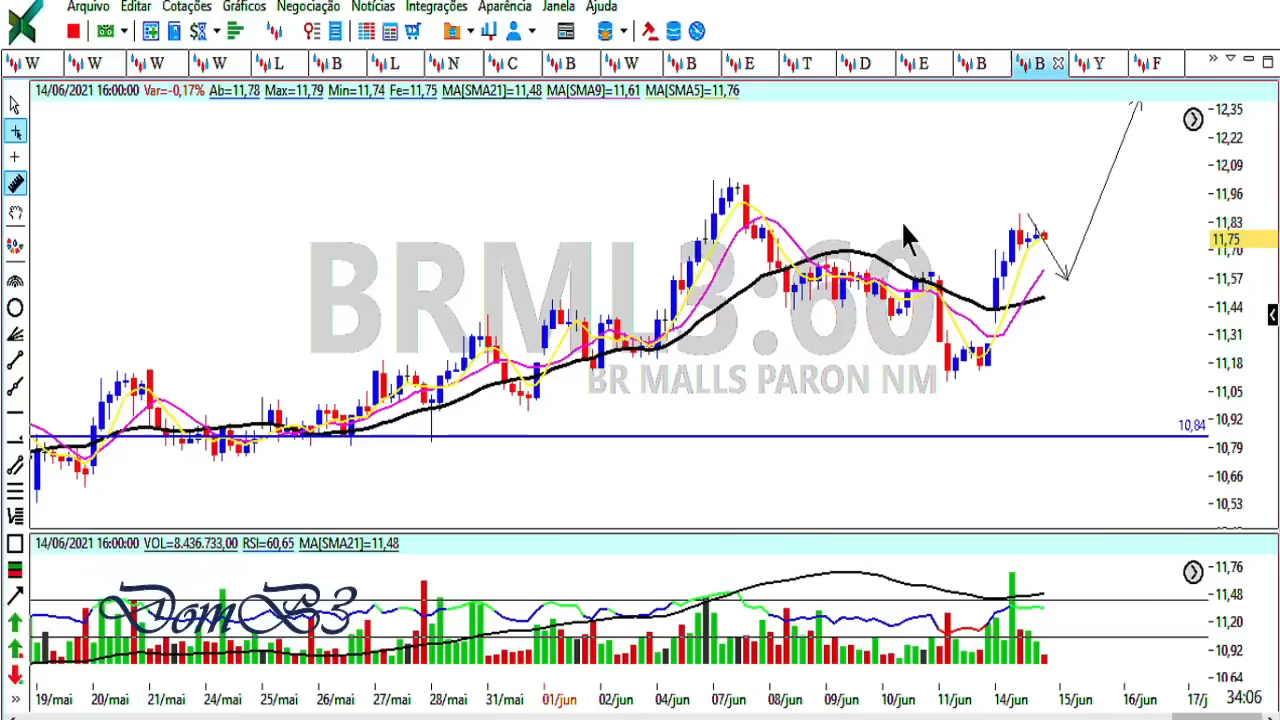 Arquivo Editar Cotações Gráficos Negociação Notícias Integrações Aparência Janela Ajuda
W W W W L B L N C B W B E T D E B B Y F
14/06/2021 16:00:00 Var=-0,17% Ab=11,78 Max=11,79 Min=11,74 Fe=11,75 MA[SMA21]=11,48 MA[SMA9]=11,61 MA[SMA5]=11,76
12,35
12,22
12,09
11,96
11,83
11,75
11,70
11,57
11,44
11,31
11,18
11,05
10,92
10,84
10,79
10,66
10,53
BRML3:60
BR MALLS PARON NM
14/06/2021 16:00:00 VOL=8.436.733,00 RSI=60,65 MA[SMA21]=11,48
11,76
11,48
11,20
10,92
10,64
DomB3
19/mai 20/mai 21/mai 24/mai 25/mai 26/mai 27/mai 28/mai 31/mai 01/jun 02/jun 04/jun 07/jun 08/jun 09/jun 10/jun 11/jun 14/jun 15/jun 16/jun 17/j 34:06